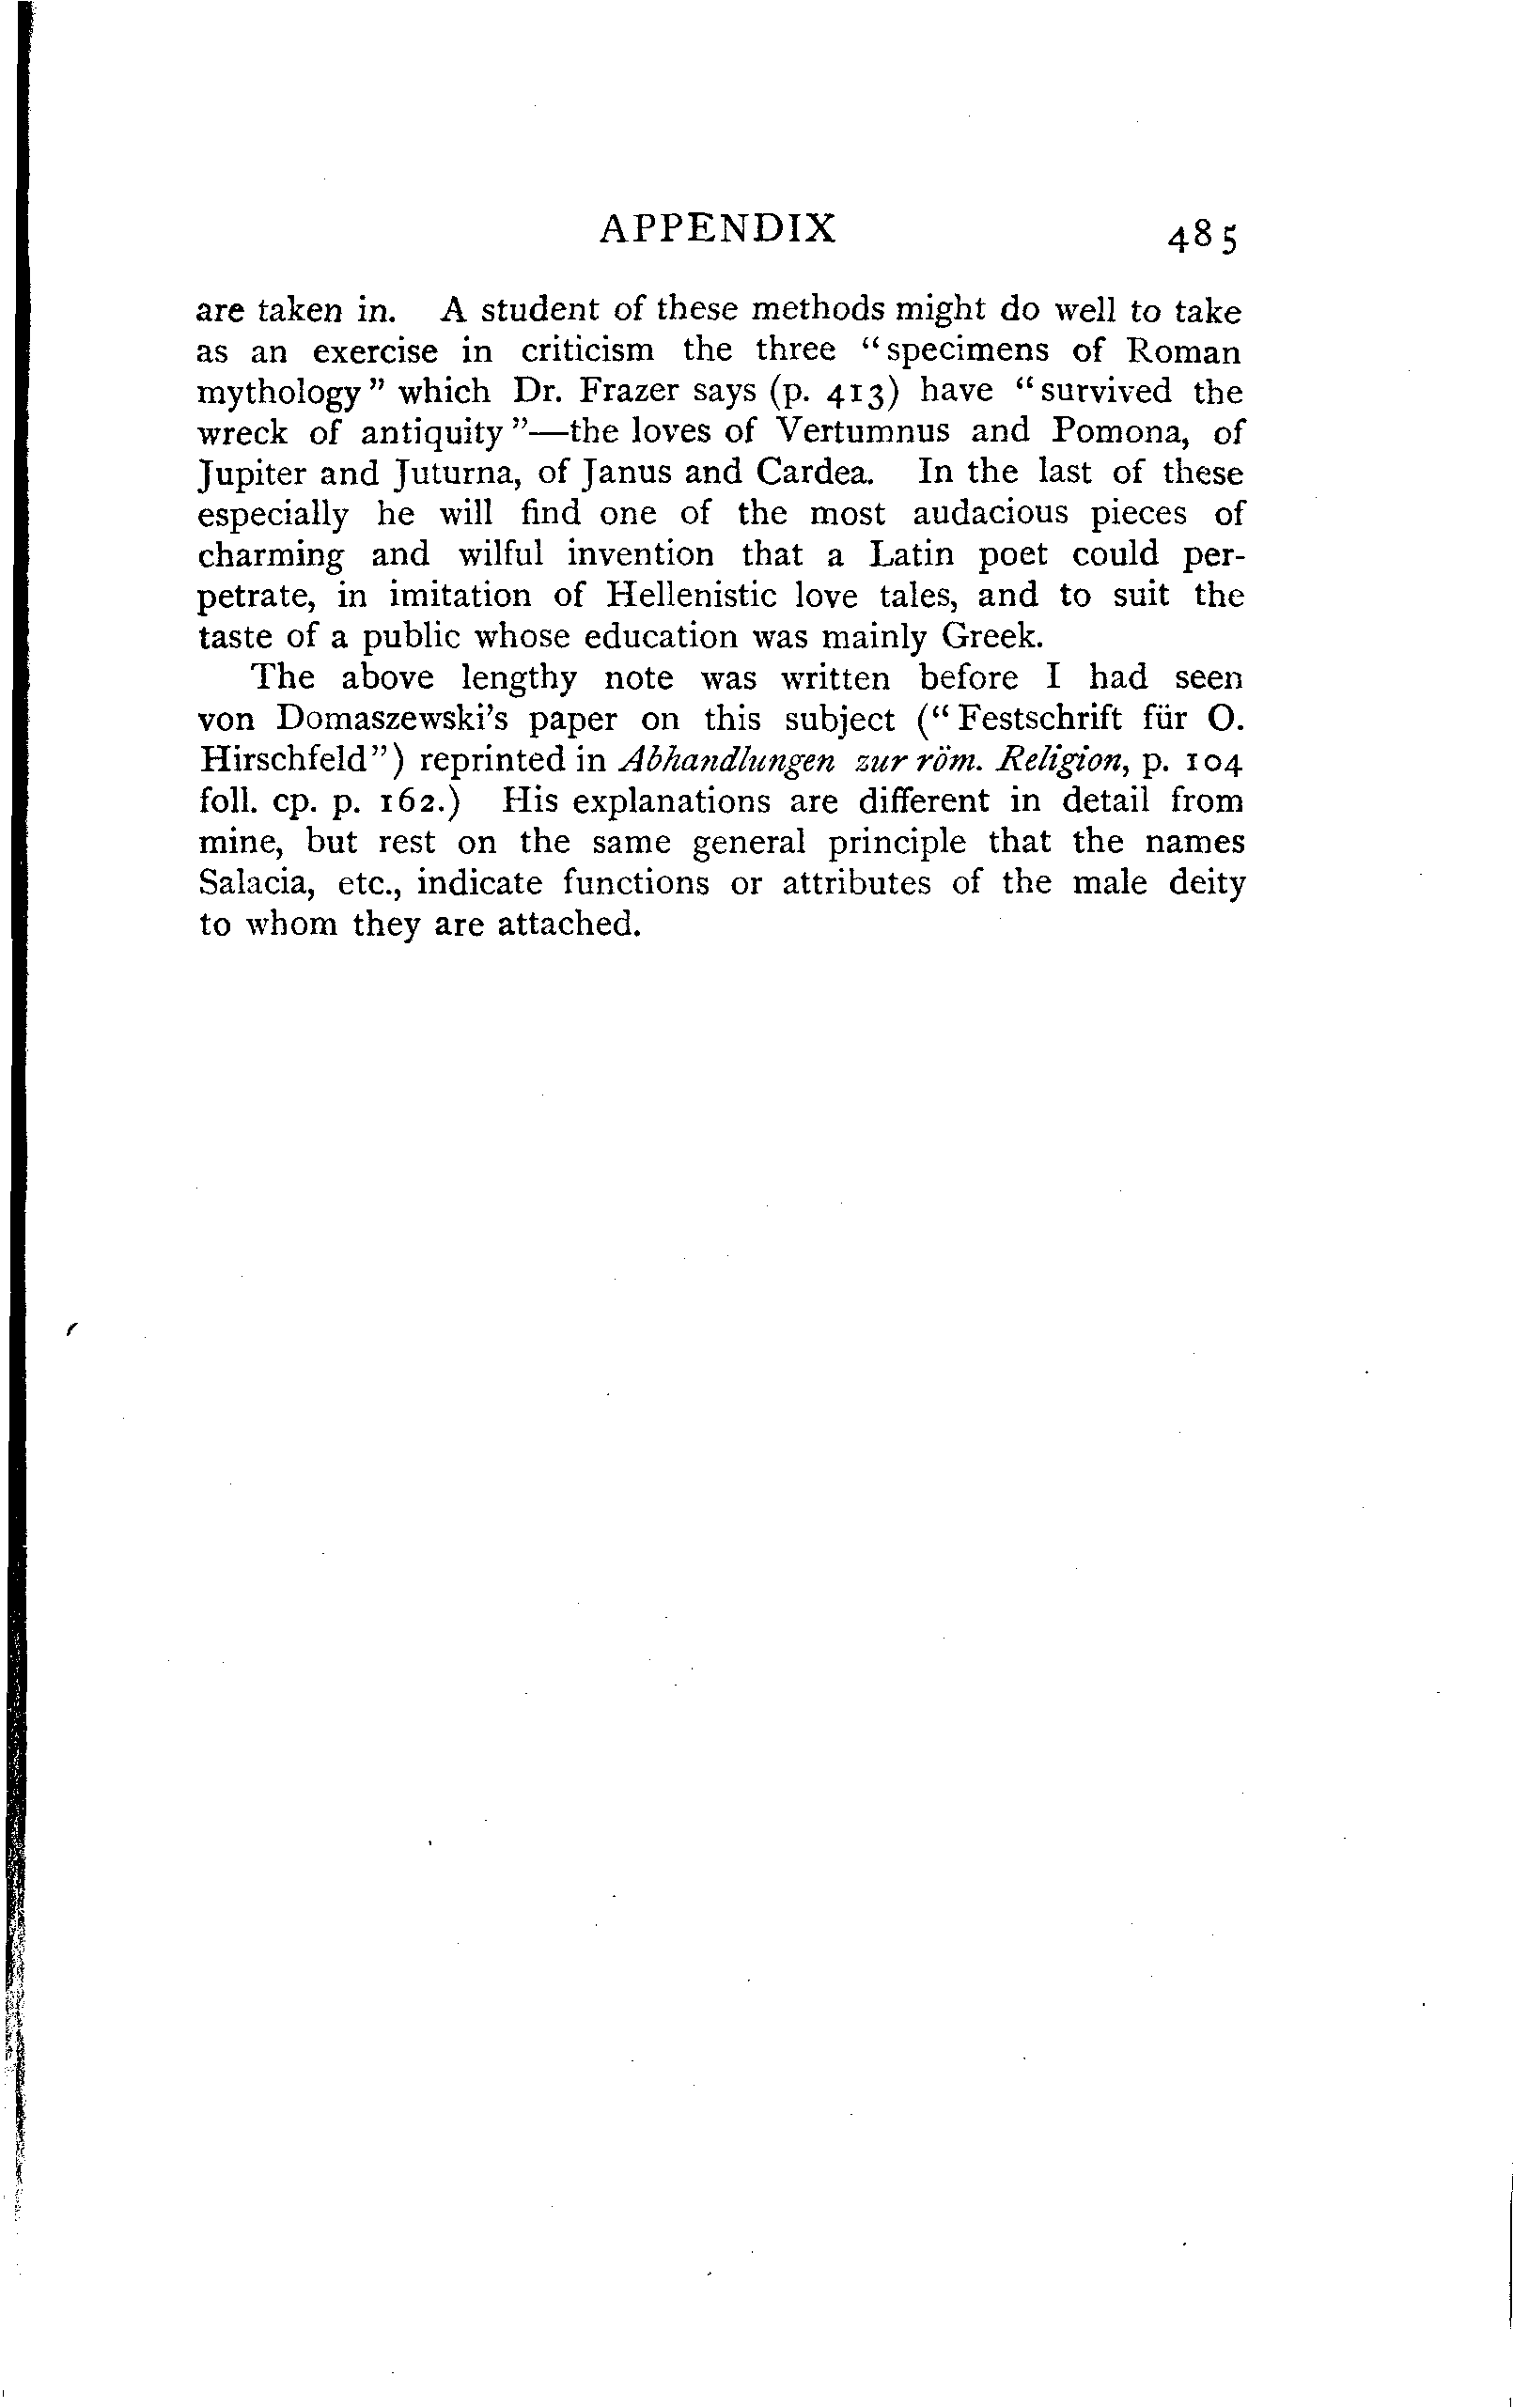 APPENDIX 485
are taken in. A student of these methods might do well to take
as an exercise in criticism the three “specimens of Roman
mythology” which Dr. Frazer says (p. 413) have “survived the
wreck of antiquity”—the loves of Vertumnus and Pomona, of
Jupiter and Juturna, of Janus and Cardea. In the last of these
especially he will find one of the most audacious pieces of
charming and wilful invention that a Latin poet could per-
petrate, in imitation of Hellenistic love tales, and to suit the
taste of a public whose education was mainly Greek.
The above lengthy note was written before I had seen
von Domaszewski’s paper on this subject (“Festschrift für O.
Hirschfeld”) reprinted in Abhandlungen zur röm. Religion, p. 104
foll. cp. p. 162.) His explanations are different in detail from
mine, but rest on the same general principle that the names
Salacia, etc., indicate functions or attributes of the male deity
to whom they are attached.